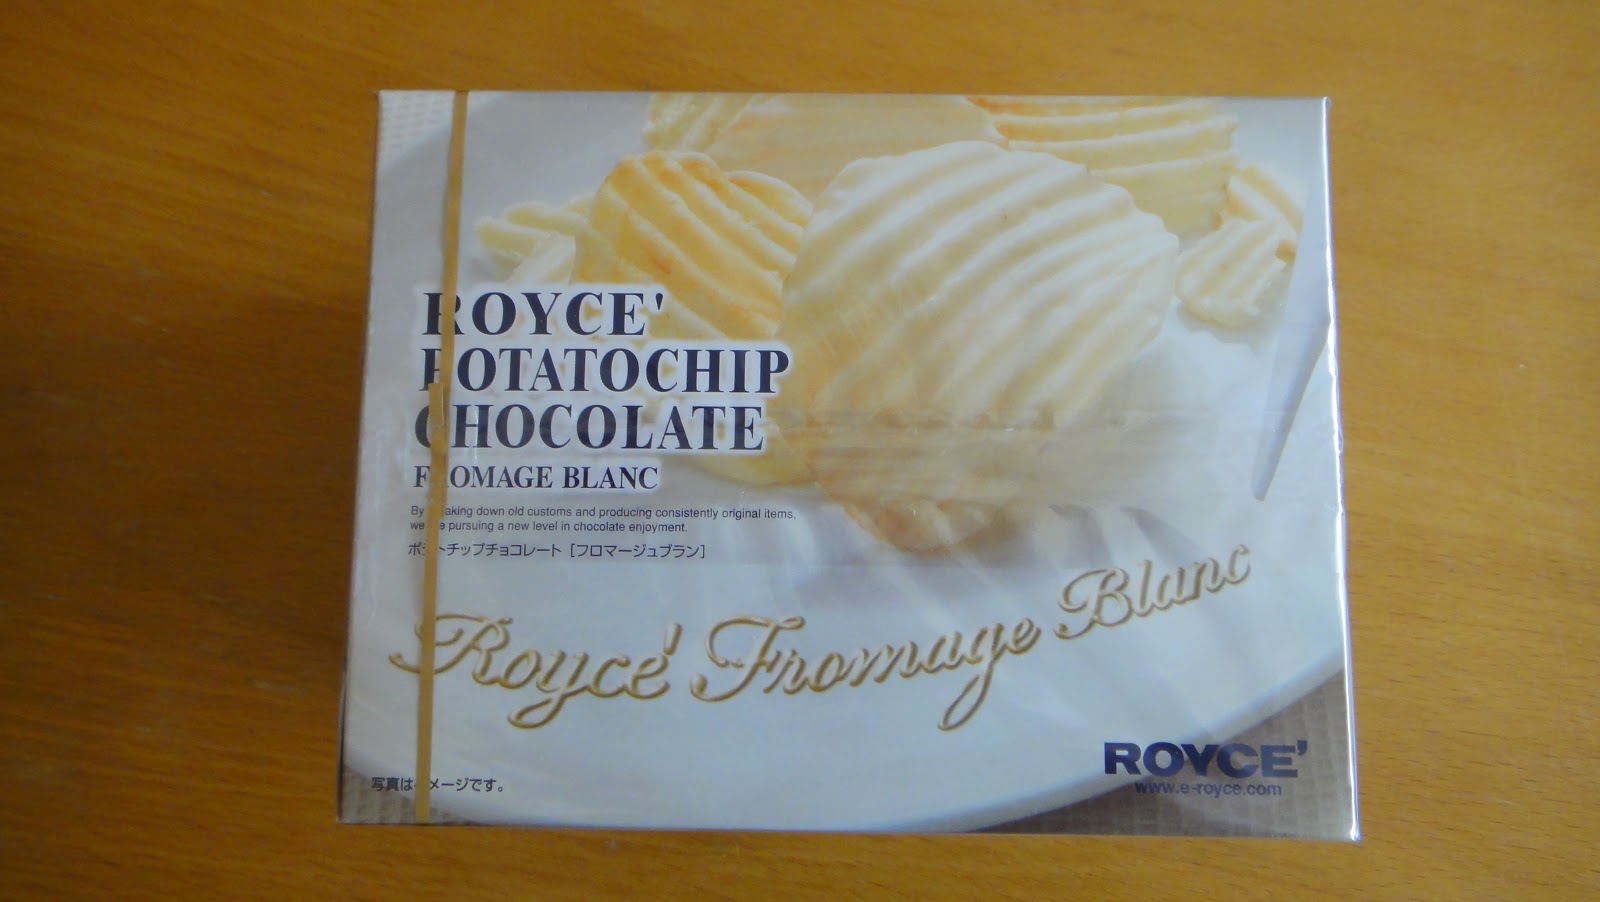 ROYCE'
POTATOCHIP
CHOCOLATE
FROMAGE BLANC
By breaking down old customs and producing consistently original items,
we are pursuing a new level in chocolate enjoyment.
ポテトチップチョコレート [フロマージュブラン]
Royce' Fromage Blanc
ROYCE'
www.e-royce.com
写真はイメージです。